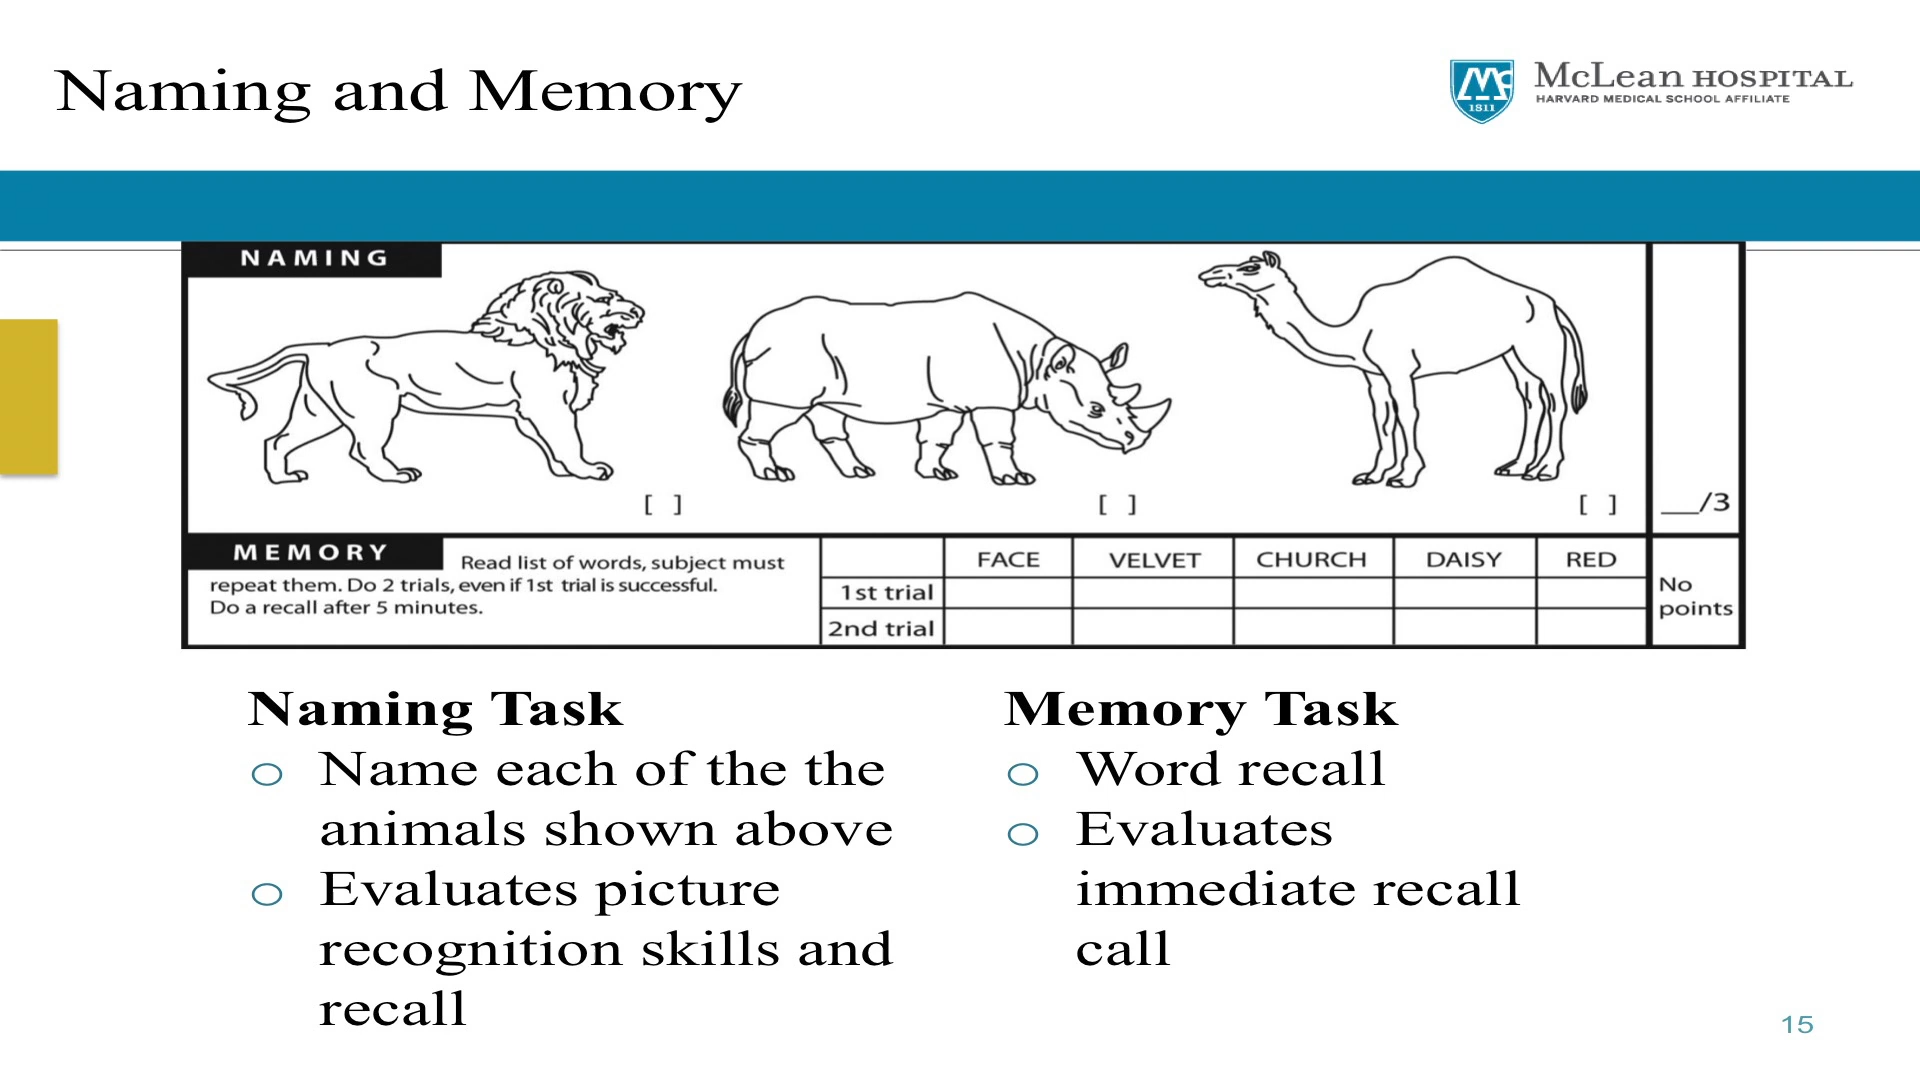 Naming and Memory
McLean HOSPITAL
HARVARD MEDICAL SCHOOL AFFILIATE
1811
NAMING
[ ] [ ] [ ] __/3
MEMORY
Read list of words, subject must
repeat them. Do 2 trials, even if 1st trial is successful.
Do a recall after 5 minutes.
FACE VELVET CHURCH DAISY RED
1st trial
2nd trial
No
points
Naming Task
o Name each of the the
animals shown above
o Evaluates picture
recognition skills and
recall
Memory Task
o Word recall
o Evaluates
immediate recall
call
15